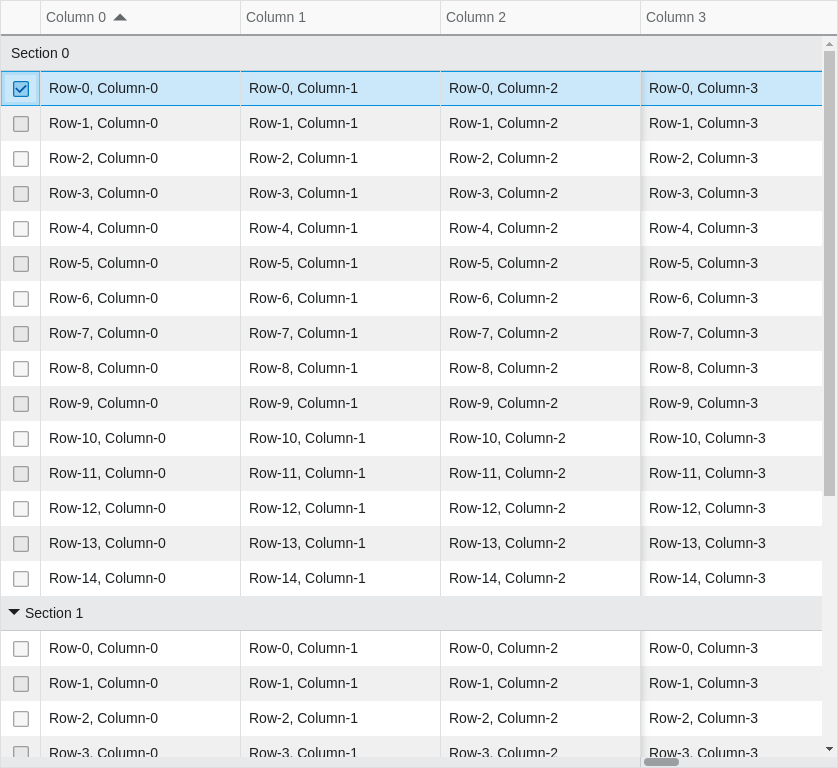 Column 0 Column 1 Column 2 Column 3
Section 0
Row-0, Column-0 Row-0, Column-1 Row-0, Column-2 Row-0, Column-3
Row-1, Column-0 Row-1, Column-1 Row-1, Column-2 Row-1, Column-3
Row-2, Column-0 Row-2, Column-1 Row-2, Column-2 Row-2, Column-3
Row-3, Column-0 Row-3, Column-1 Row-3, Column-2 Row-3, Column-3
Row-4, Column-0 Row-4, Column-1 Row-4, Column-2 Row-4, Column-3
Row-5, Column-0 Row-5, Column-1 Row-5, Column-2 Row-5, Column-3
Row-6, Column-0 Row-6, Column-1 Row-6, Column-2 Row-6, Column-3
Row-7, Column-0 Row-7, Column-1 Row-7, Column-2 Row-7, Column-3
Row-8, Column-0 Row-8, Column-1 Row-8, Column-2 Row-8, Column-3
Row-9, Column-0 Row-9, Column-1 Row-9, Column-2 Row-9, Column-3
Row-10, Column-0 Row-10, Column-1 Row-10, Column-2 Row-10, Column-3
Row-11, Column-0 Row-11, Column-1 Row-11, Column-2 Row-11, Column-3
Row-12, Column-0 Row-12, Column-1 Row-12, Column-2 Row-12, Column-3
Row-13, Column-0 Row-13, Column-1 Row-13, Column-2 Row-13, Column-3
Row-14, Column-0 Row-14, Column-1 Row-14, Column-2 Row-14, Column-3
Section 1
Row-0, Column-0 Row-0, Column-1 Row-0, Column-2 Row-0, Column-3
Row-1, Column-0 Row-1, Column-1 Row-1, Column-2 Row-1, Column-3
Row-2, Column-0 Row-2, Column-1 Row-2, Column-2 Row-2, Column-3
Row-3, Column-0 Row-3, Column-1 Row-3, Column-2 Row-3, Column-3